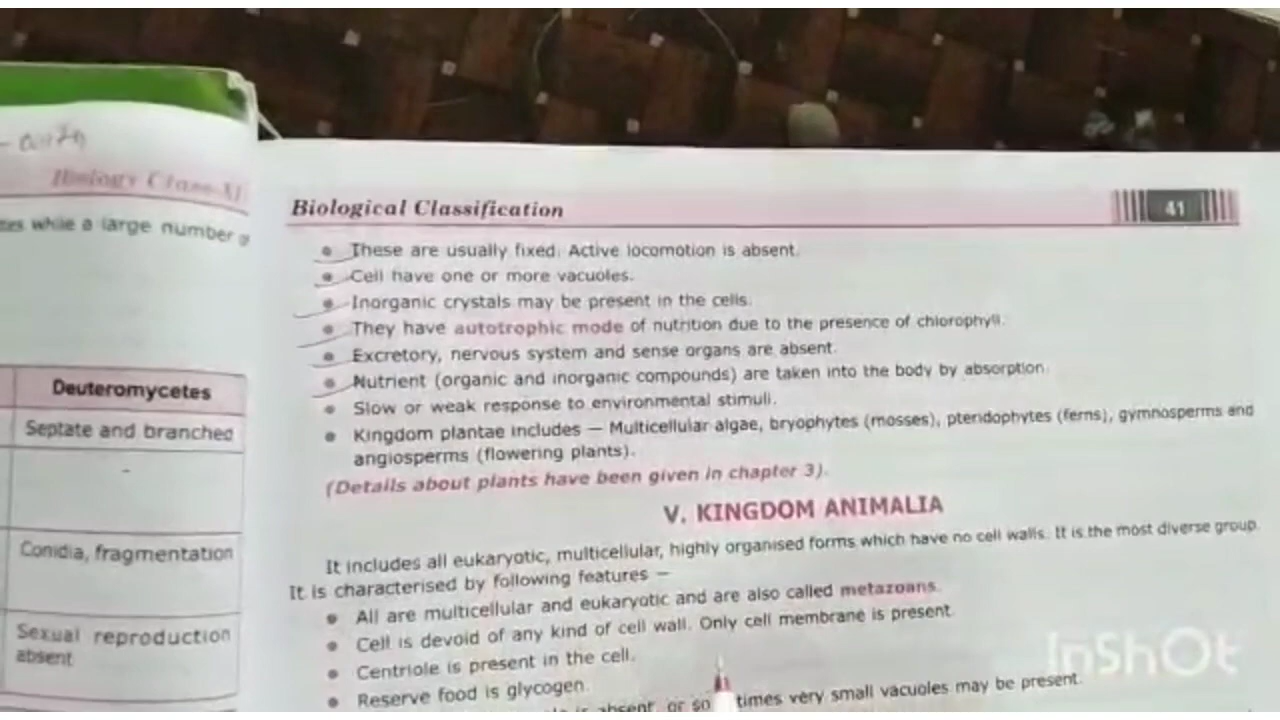 Biology Class-XI
while a large number of
Deuteromycetes
Septate and branched
-
Conidia, fragmentation
Sexual reproduction
absent
Biological Classification 41
• These are usually fixed. Active locomotion is absent.
• Cell have one or more vacuoles.
• Inorganic crystals may be present in the cells.
• They have autotrophic mode of nutrition due to the presence of chlorophyll.
• Excretory, nervous system and sense organs are absent.
• Nutrient (organic and inorganic compounds) are taken into the body by absorption.
• Slow or weak response to environmental stimuli.
• Kingdom plantae includes — Multicellular algae, bryophytes (mosses), pteridophytes (ferns), gymnosperms and
angiosperms (flowering plants).
(Details about plants have been given in chapter 3).
V. KINGDOM ANIMALIA
It includes all eukaryotic, multicellular, highly organised forms which have no cell walls. It is the most diverse group.
It is characterised by following features —
• All are multicellular and eukaryotic and are also called metazoans.
• Cell is devoid of any kind of cell wall. Only cell membrane is present.
• Centriole is present in the cell.
• Reserve food is glycogen.
is absent, or so times very small vacuoles may be present.
InShOt